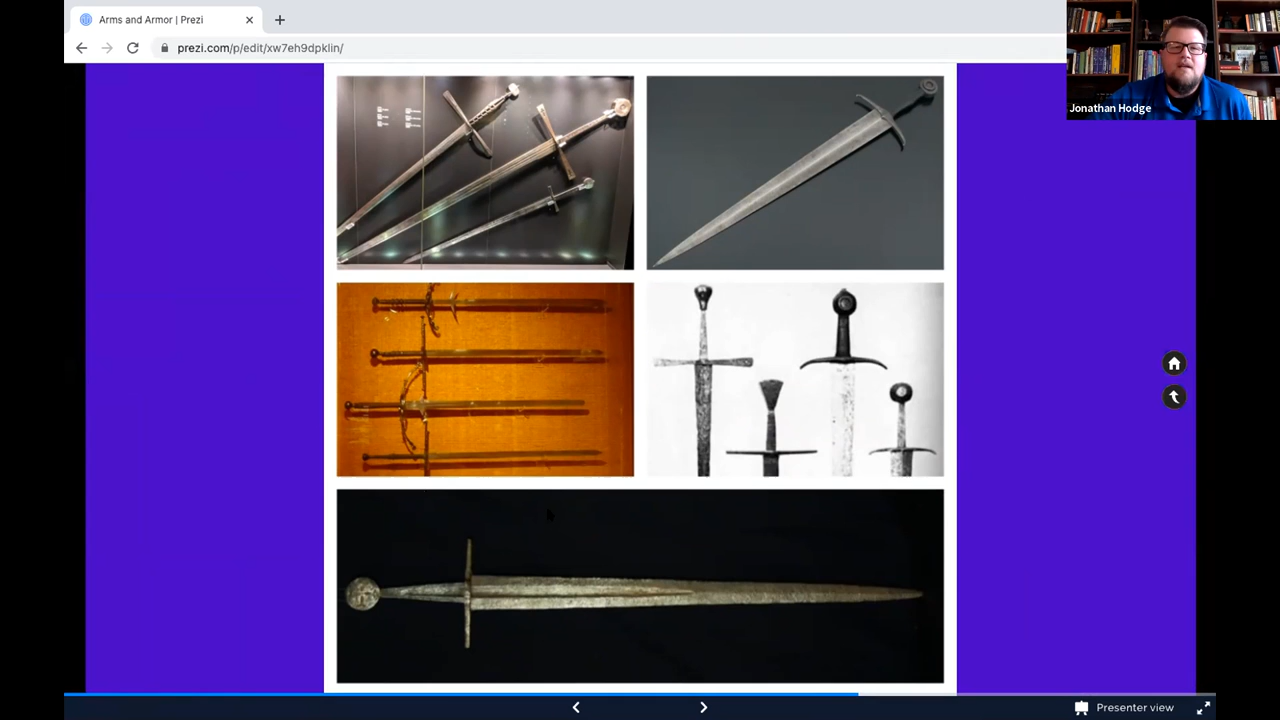 Arms and Armor | Prezi
prezi.com/p/edit/xw7eh9dpklin/
Jonathan Hodge
Presenter view